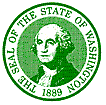 THE SEAL OF THE STATE OF WASHINGTON
1889